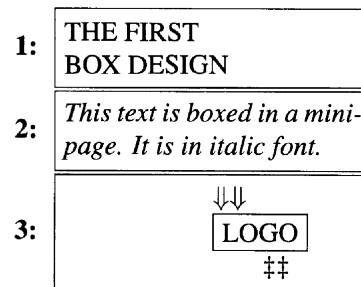 1: THE FIRST
BOX DESIGN
2: This text is boxed in a mini-
page. It is in italic font.
⇓⇓
3: LOGO
‡‡